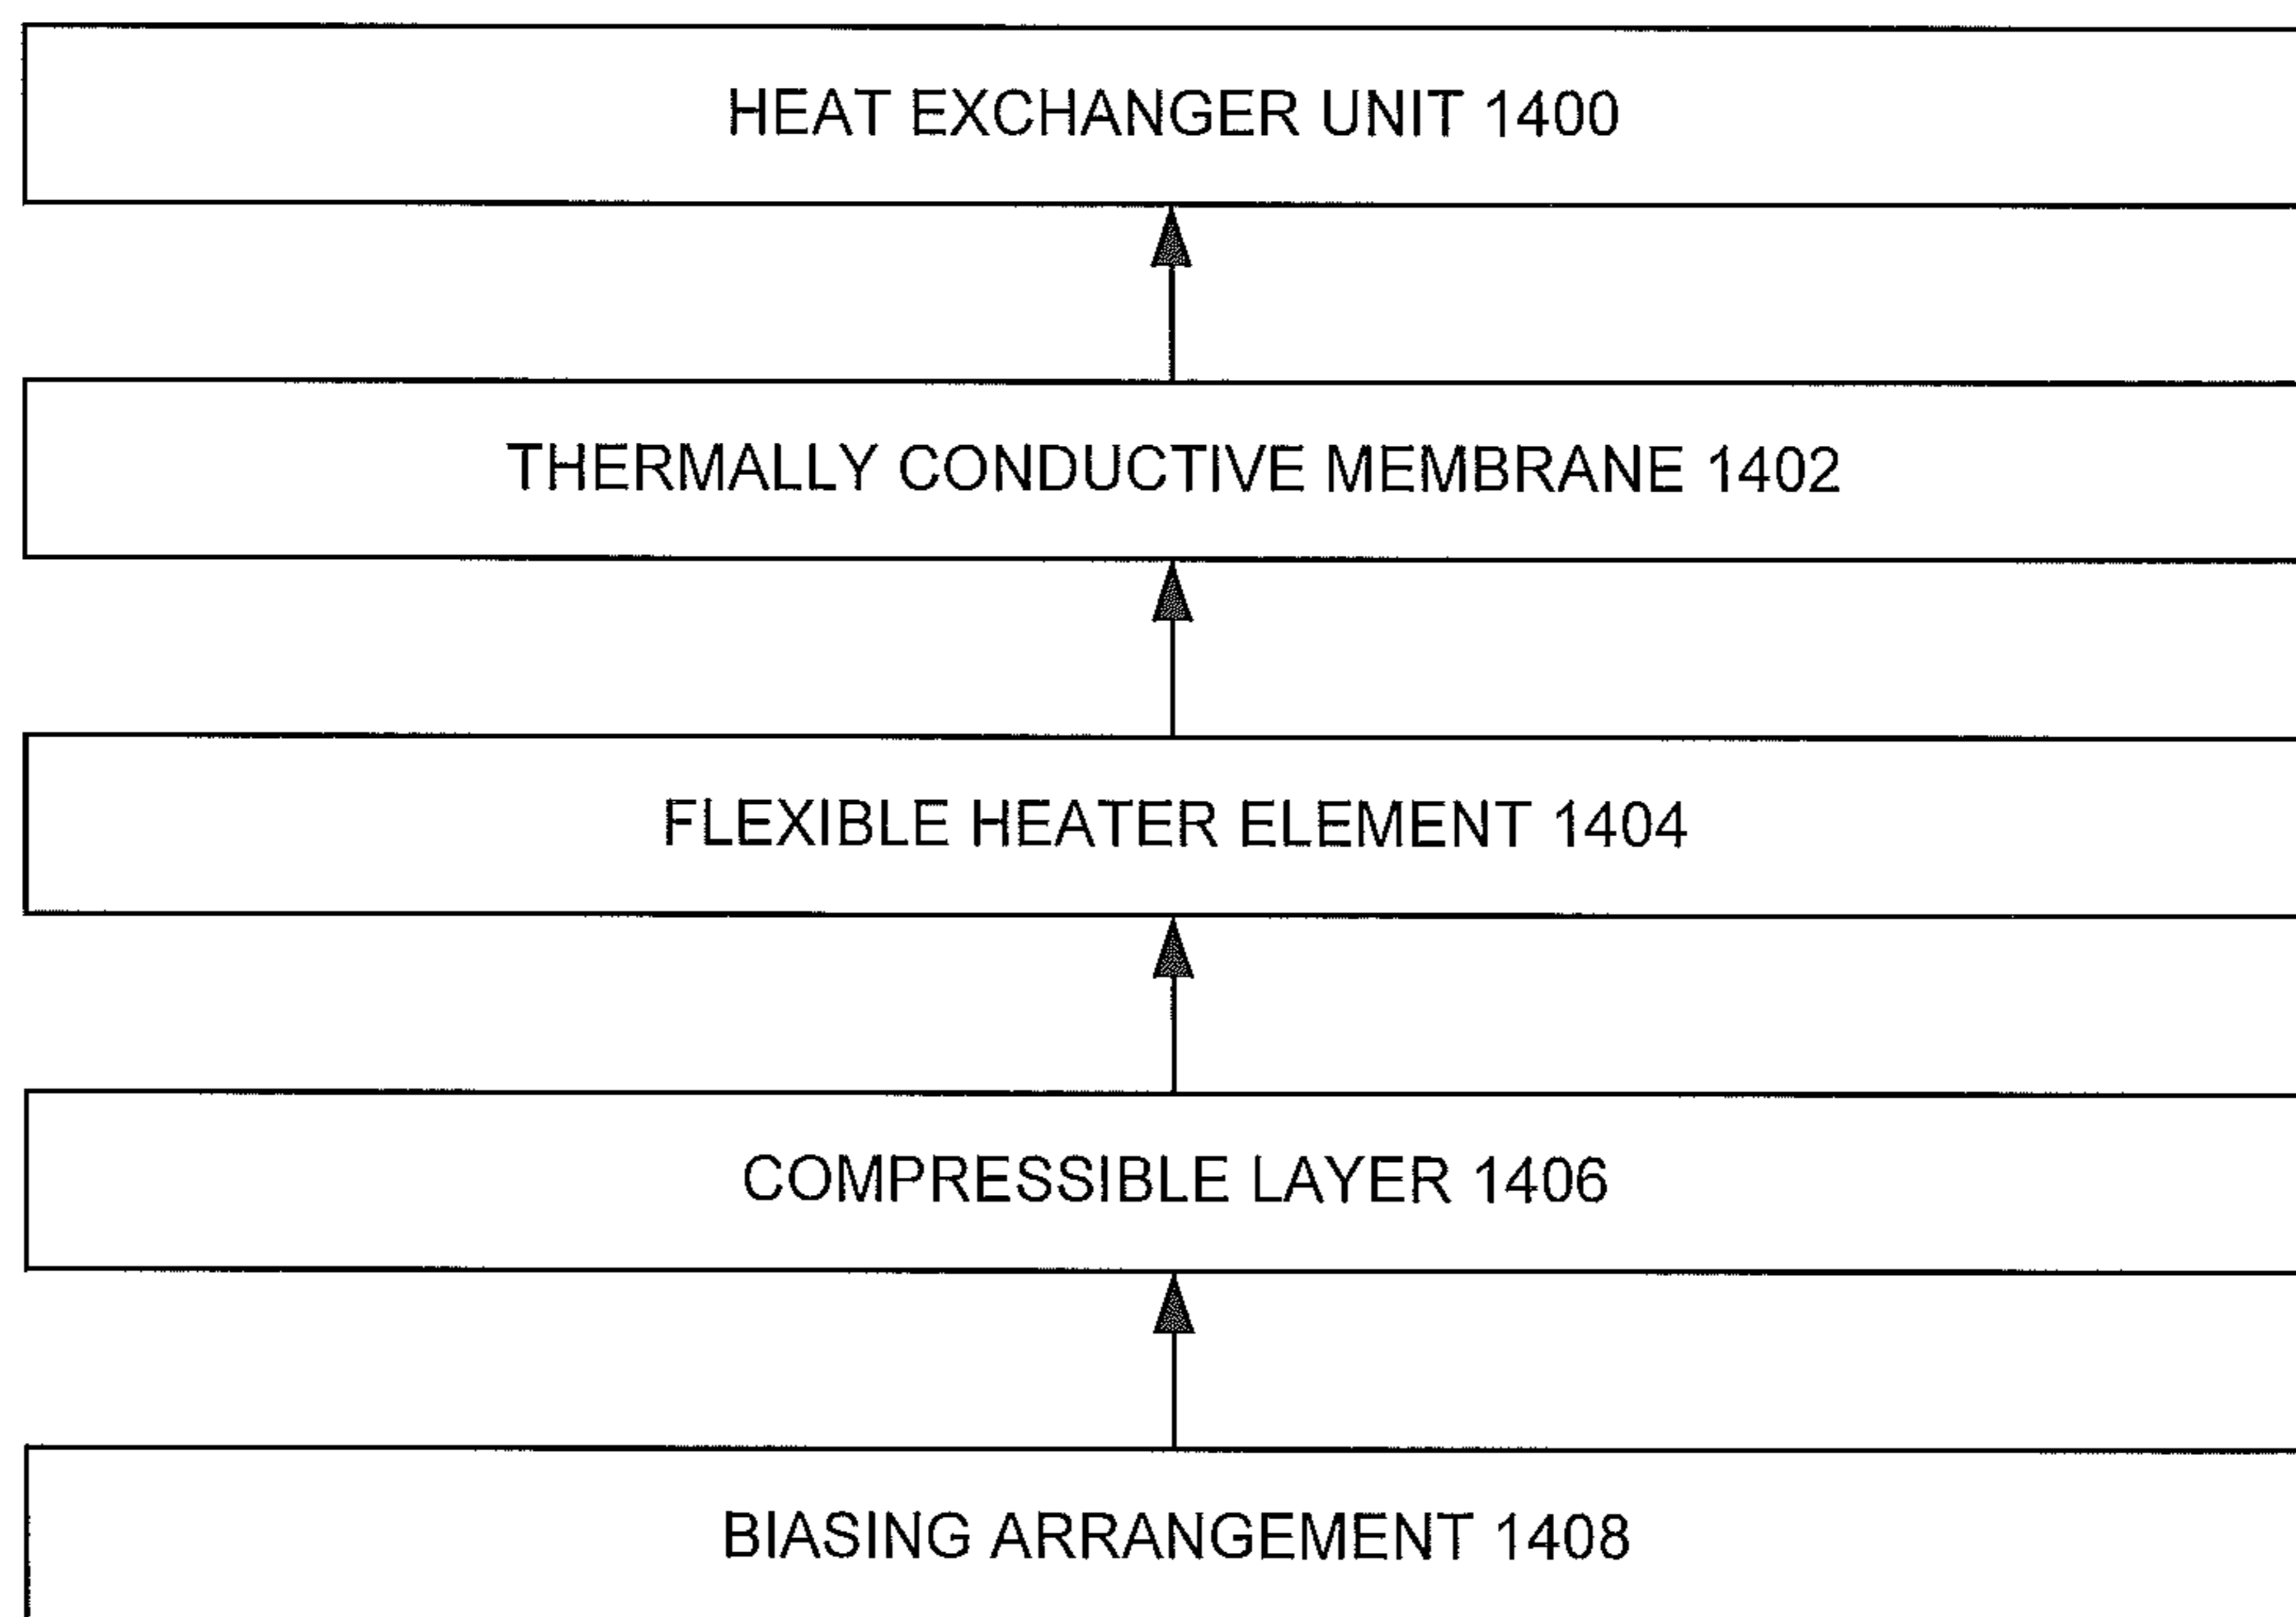 HEAT EXCHANGER UNIT 1400
THERMALLY CONDUCTIVE MEMBRANE 1402
FLEXIBLE HEATER ELEMENT 1404
COMPRESSIBLE LAYER 1406
BIASING ARRANGEMENT 1408